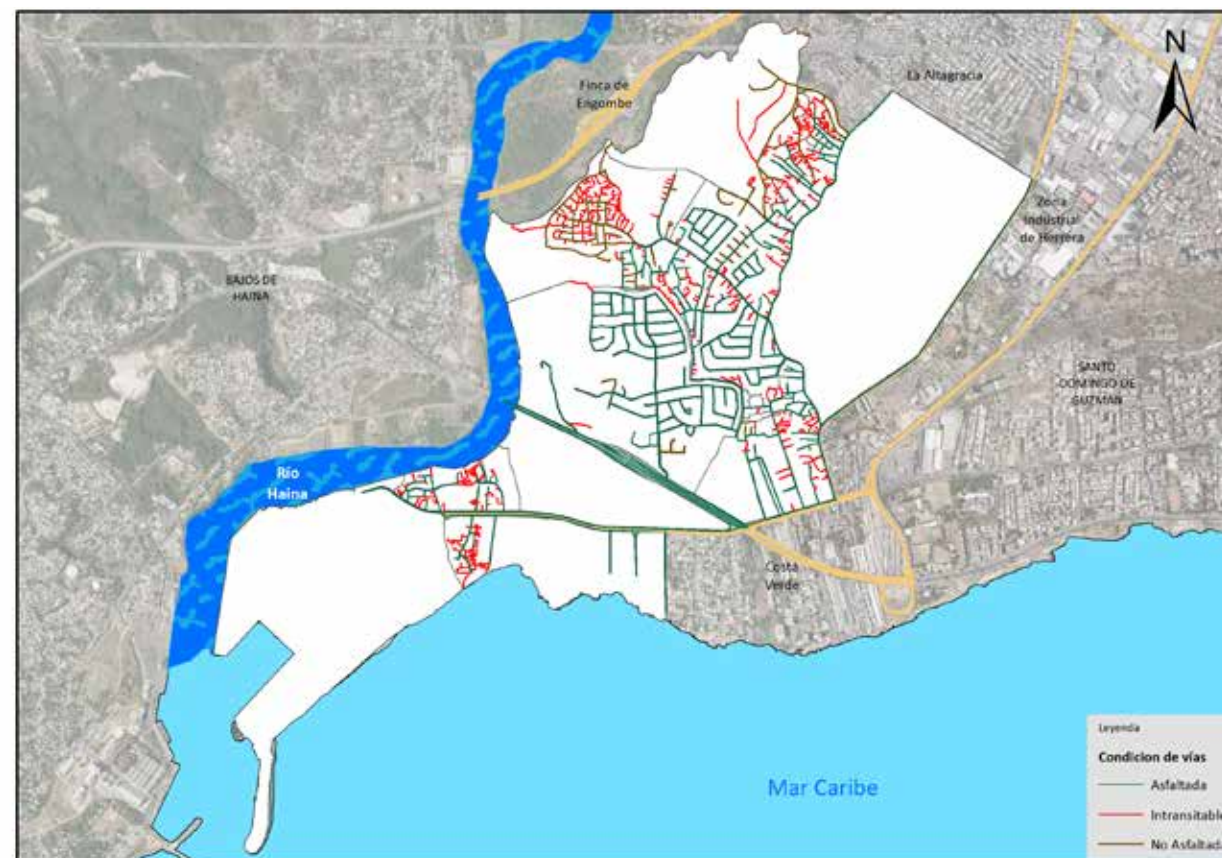 N
La Altagracia
Finca de
Engombe
Zona
Industrial
de Herrera
BAJOS DE
HAINA
SANTO
DOMINGO DE
GUZMAN
Río
Haina
Costa
Verde
Mar Caribe
Leyenda
Condicion de vías
Asfaltada
Intransitable
No Asfaltad